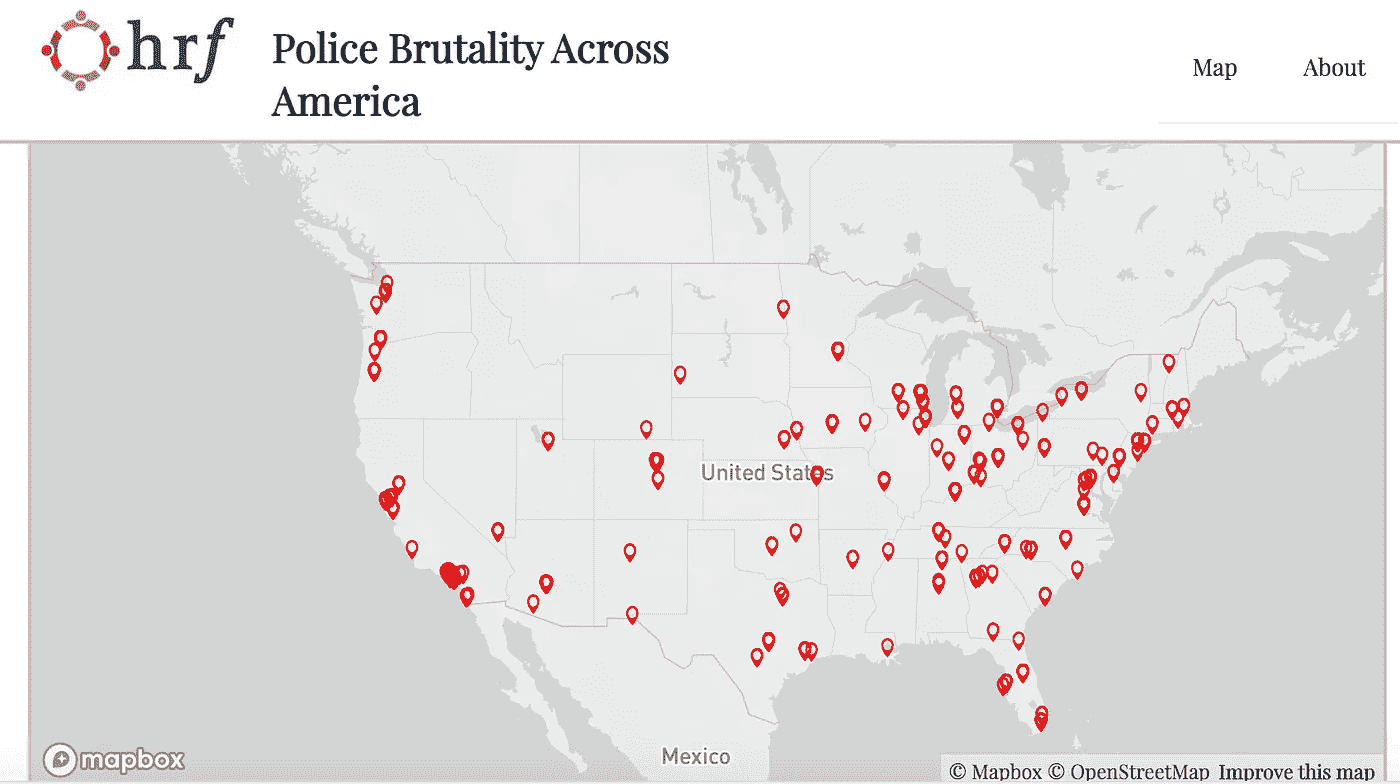 hrf
Police Brutality Across
America
Map About
United States
Mexico
mapbox
© Mapbox © OpenStreetMap Improve this map